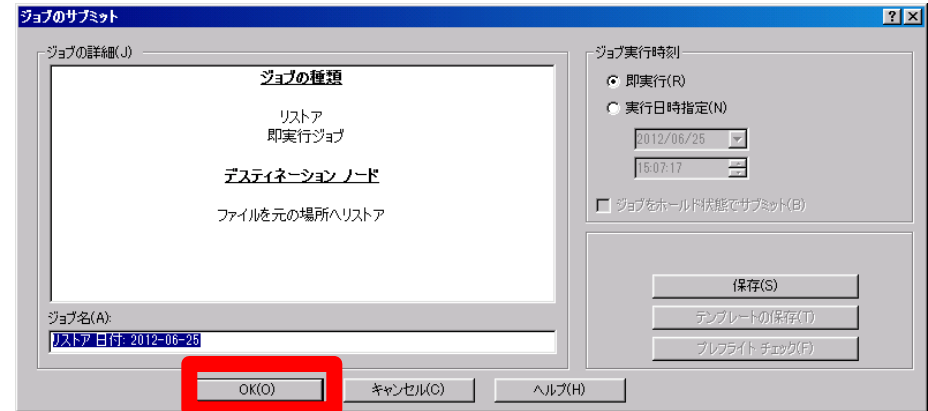 ジョブのサブミット
ジョブの詳細(J)
ジョブの種類
リストア
即実行ジョブ
デスティネーション ノード
ファイルを元の場所へリストア
ジョブ名(A):
リストア 日付: 2012-06-25
ジョブ実行時刻
即実行(R)
実行日時指定(N)
2012/06/25
15:07:17
ジョブをホールド状態でサブミット(B)
保存(S)
テンプレートの保存(T)
プレフライト チェック(F)
OK(O)
キャンセル(C)
ヘルプ(H)